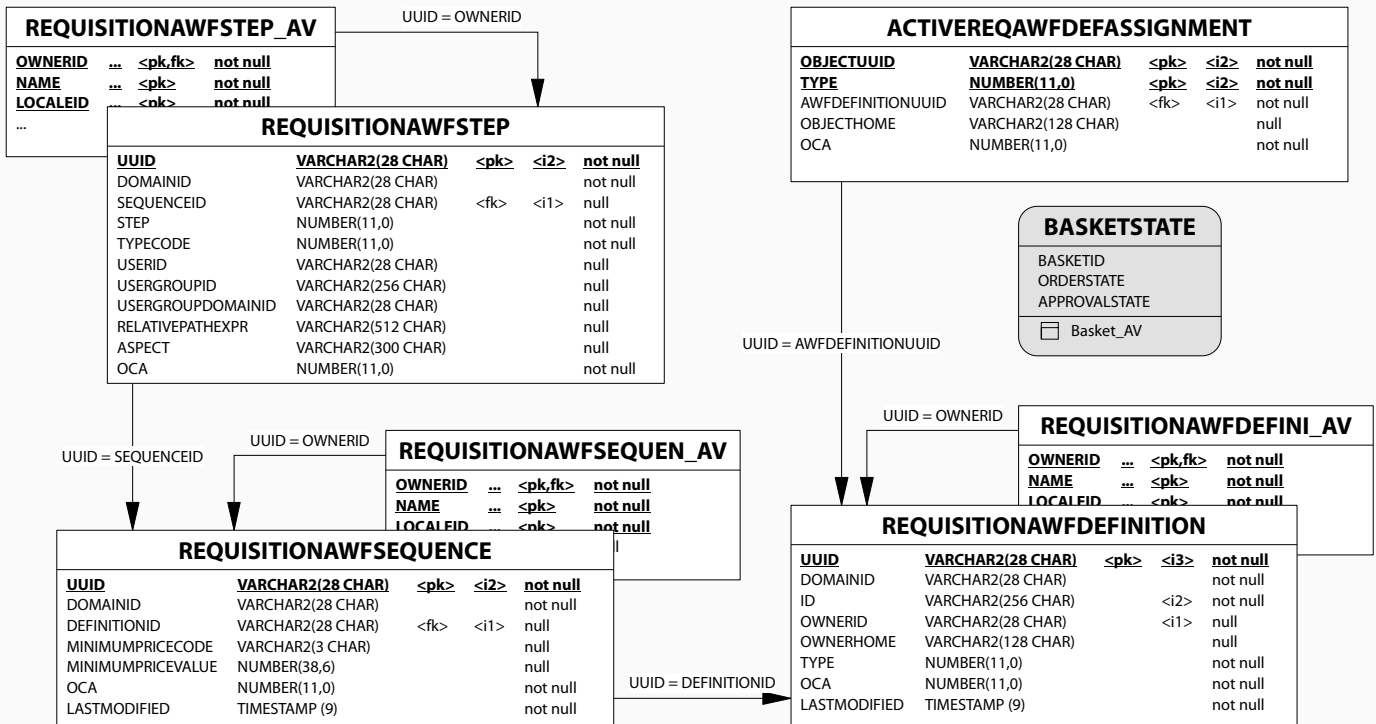 REQUISITIONAWFSTEP_AV
OWNERID ... <pk,fk> not null
NAME ... <pk> not null
LOCALEID ... <pk> not null
...
UUID = OWNERID
REQUISITIONAWFSTEP
UUID VARCHAR2(28 CHAR) <pk> <i2> not null
DOMAINID VARCHAR2(28 CHAR) not null
SEQUENCEID VARCHAR2(28 CHAR) <fk> <i1> null
STEP NUMBER(11,0) not null
TYPECODE NUMBER(11,0) not null
USERID VARCHAR2(28 CHAR) null
USERGROUPID VARCHAR2(256 CHAR) null
USERGROUPDOMAINID VARCHAR2(28 CHAR) null
RELATIVEPATHEXPR VARCHAR2(512 CHAR) null
ASPECT VARCHAR2(300 CHAR) null
OCA NUMBER(11,0) not null
ACTIVEREQAWFDEFASSIGNMENT
OBJECTUUID VARCHAR2(28 CHAR) <pk> <i2> not null
TYPE NUMBER(11,0) <pk> <i2> not null
AWFDEFINITIONUUID VARCHAR2(28 CHAR) <fk> <i1> not null
OBJECTHOME VARCHAR2(128 CHAR) null
OCA NUMBER(11,0) not null
BASKETSTATE
BASKETID
ORDERSTATE
APPROVALSTATE
Basket_AV
UUID = AWFDEFINITIONUUID
UUID = SEQUENCEID
UUID = OWNERID
REQUISITIONAWFSEQUEN_AV
OWNERID ... <pk,fk> not null
NAME ... <pk> not null
LOCALEID ... <pk> not null
UUID = OWNERID
REQUISITIONAWFDEFINI_AV
OWNERID ... <pk,fk> not null
NAME ... <pk> not null
LOCALEID ... <pk> not null
REQUISITIONAWFSEQUENCE
UUID VARCHAR2(28 CHAR) <pk> <i2> not null
DOMAINID VARCHAR2(28 CHAR) not null
DEFINITIONID VARCHAR2(28 CHAR) <fk> <i1> null
MINIMUMPRICECODE VARCHAR2(3 CHAR) null
MINIMUMPRICEVALUE NUMBER(38,6) null
OCA NUMBER(11,0) not null
LASTMODIFIED TIMESTAMP (9) not null
UUID = DEFINITIONID
REQUISITIONAWFDEFINITION
UUID VARCHAR2(28 CHAR) <pk> <i3> not null
DOMAINID VARCHAR2(28 CHAR) not null
ID VARCHAR2(256 CHAR) <i2> not null
OWNERID VARCHAR2(28 CHAR) <i1> null
OWNERHOME VARCHAR2(128 CHAR) null
TYPE NUMBER(11,0) not null
OCA NUMBER(11,0) not null
LASTMODIFIED TIMESTAMP (9) not null